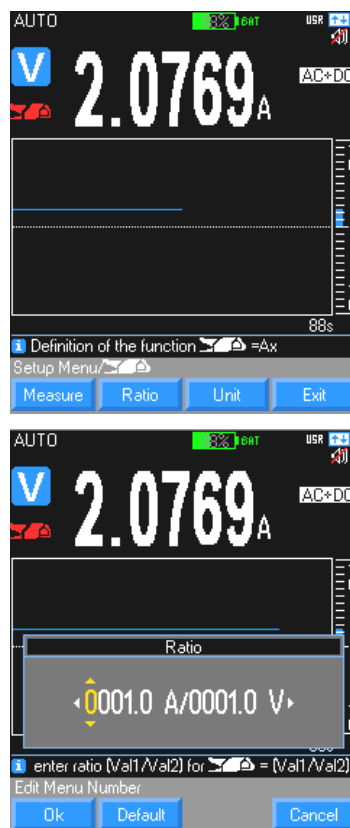 AUTO 8% BAT USR
V 2.0769 A AC+DC
88s
i Definition of the function =Ax
Setup Menu/
Measure Ratio Unit Exit
AUTO 8% BAT USR
V 2.0769 A AC+DC
Ratio
0001.0 A/0001.0 V
i enter ratio (Val1/Val2) for = (Val1/Val2)
Edit Menu Number
Ok Default Cancel